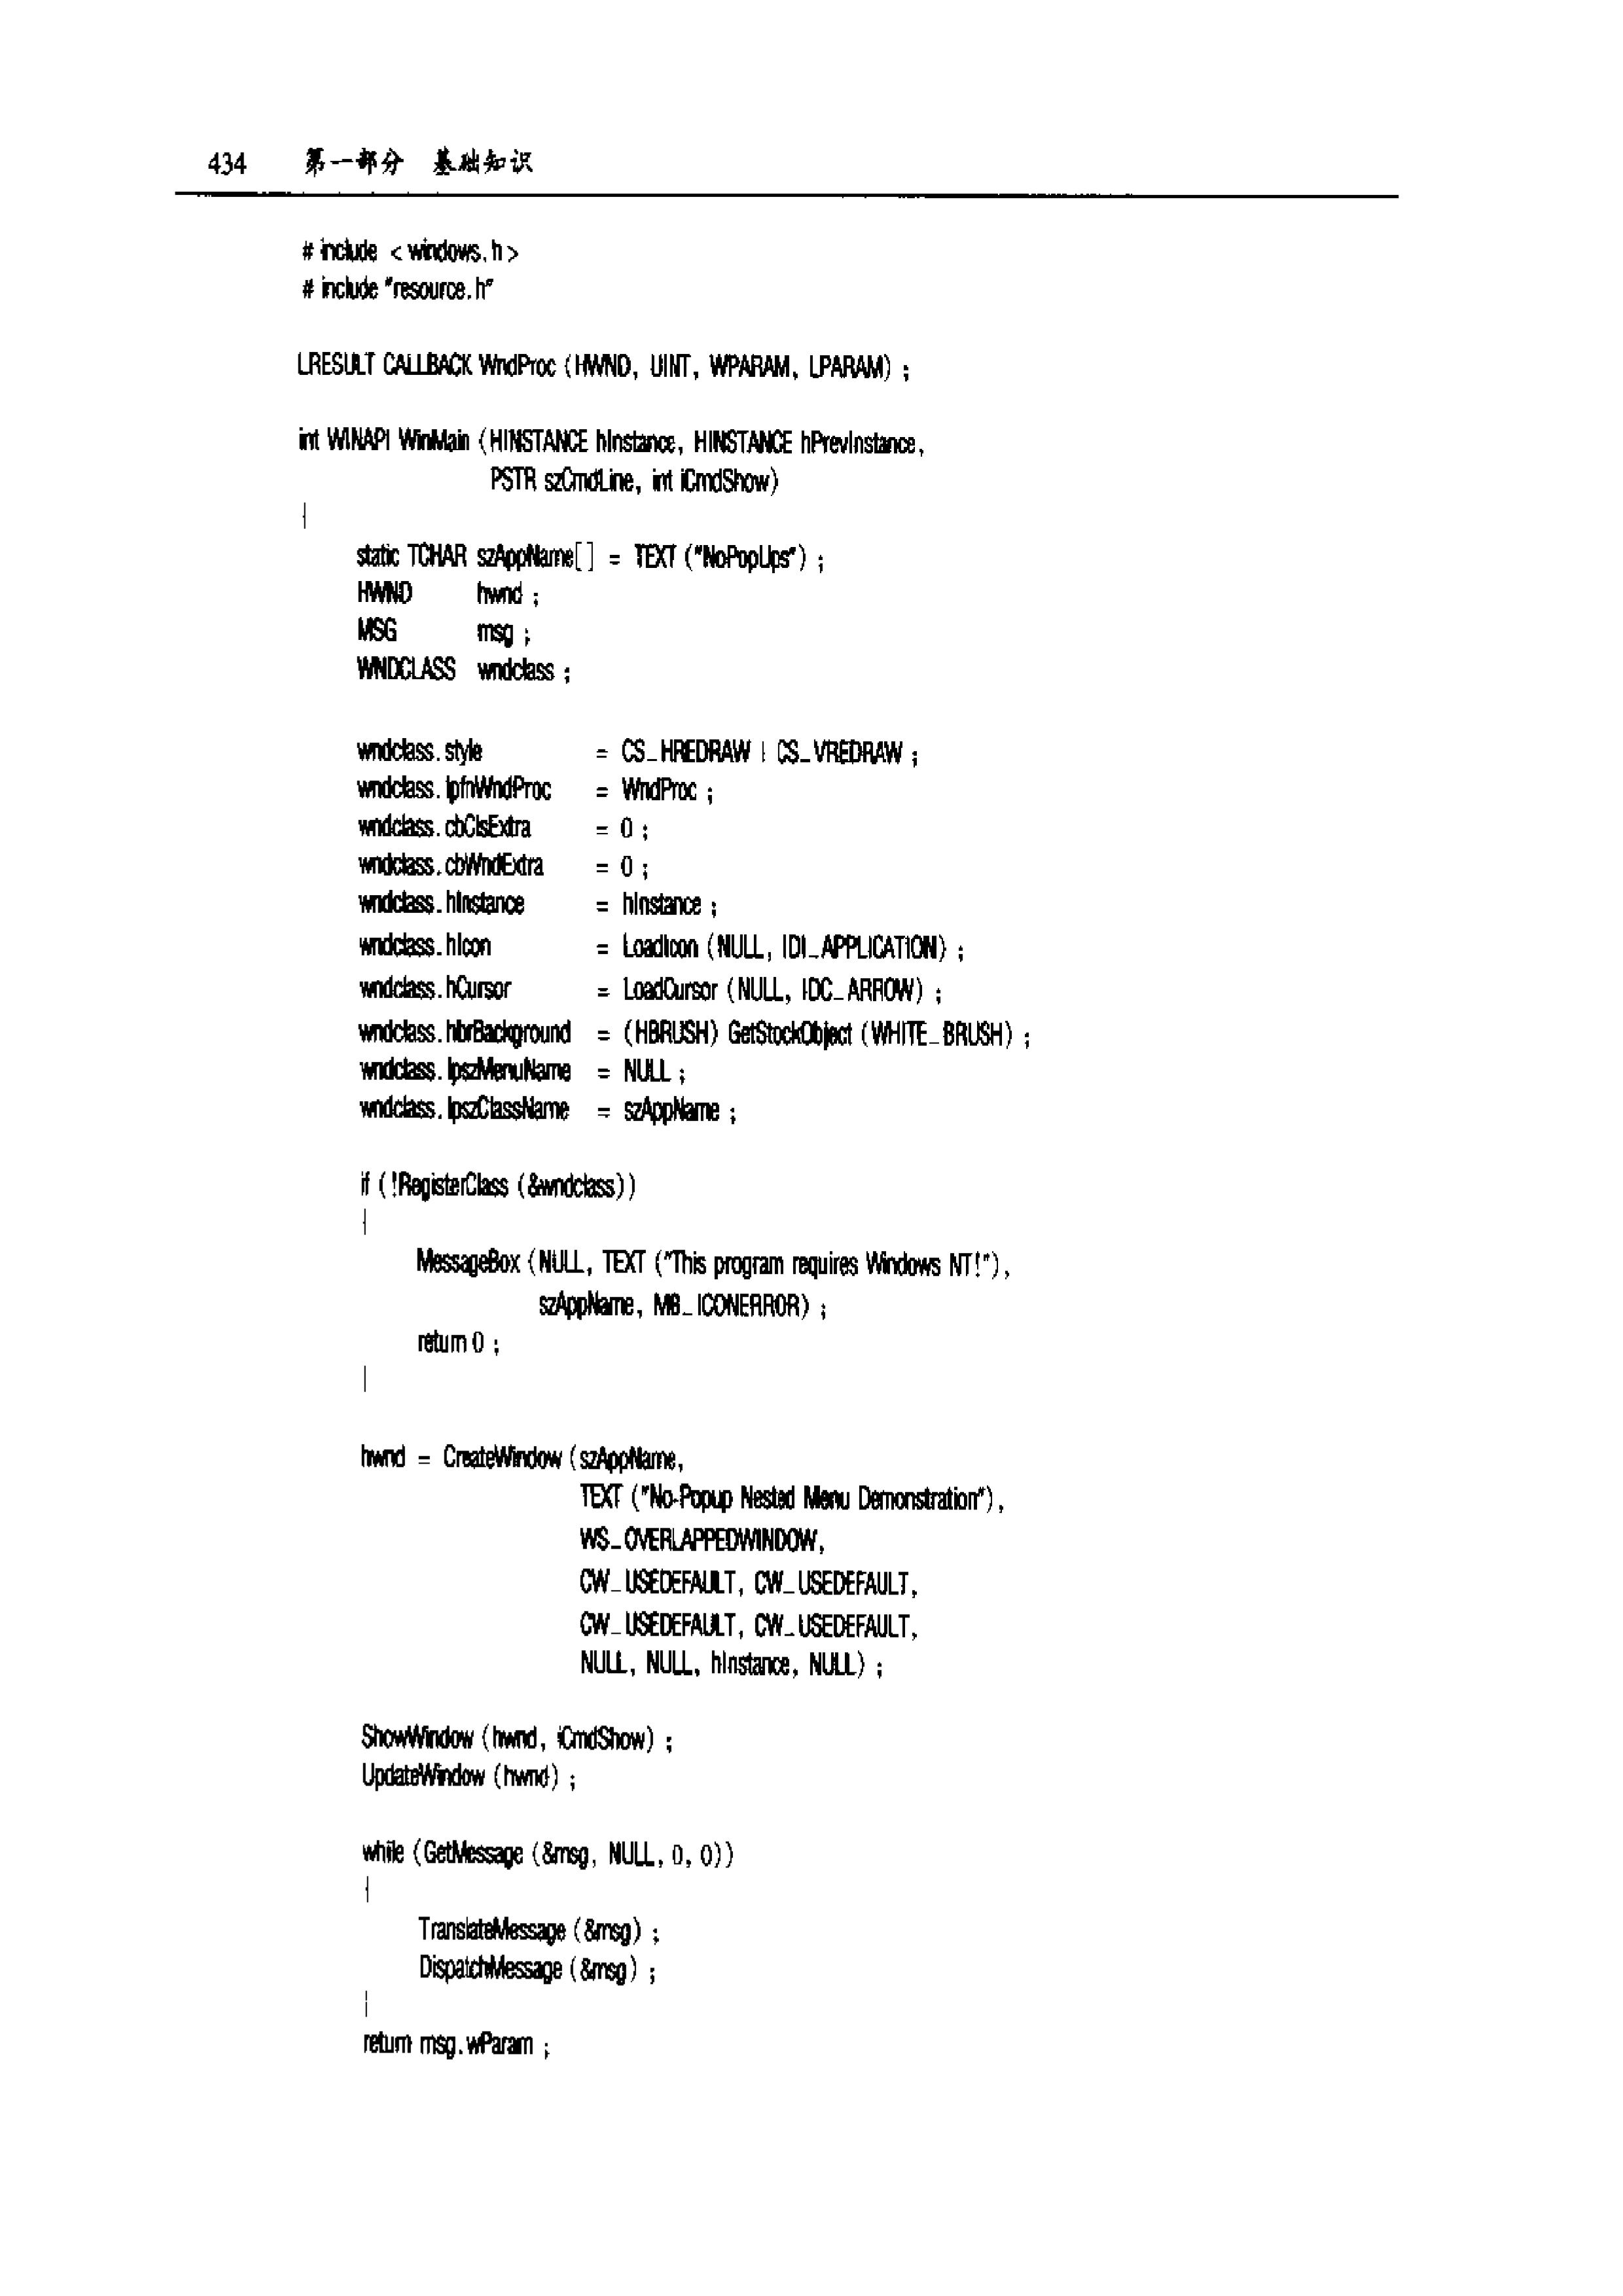 434 第一部分 基础知识
# include <windows.h>
# include "resource.h"
LRESULT CALLBACK WndProc (HWND, UINT, WPARAM, LPARAM) ;
int WINAPI WinMain (HINSTANCE hInstance, HINSTANCE hPrevInstance,
PSTR szCmdLine, int iCmdShow)
{
static TCHAR szAppName[] = TEXT ("NoPopUps") ;
HWND hwnd ;
MSG msg ;
WNDCLASS wndclass ;
wndclass.style = CS_HREDRAW | CS_VREDRAW ;
wndclass.lpfnWndProc = WndProc ;
wndclass.cbClsExtra = 0 ;
wndclass.cbWndExtra = 0 ;
wndclass.hInstance = hInstance ;
wndclass.hIcon = LoadIcon (NULL, IDI_APPLICATION) ;
wndclass.hCursor = LoadCursor (NULL, IDC_ARROW) ;
wndclass.hbrBackground = (HBRUSH) GetStockObject (WHITE_BRUSH) ;
wndclass.lpszMenuName = NULL ;
wndclass.lpszClassName = szAppName ;
if (!RegisterClass (&wndclass))
{
MessageBox (NULL, TEXT ("This program requires Windows NT!"),
szAppName, MB_ICONERROR) ;
return 0 ;
}
hwnd = CreateWindow (szAppName,
TEXT ("No-Popup Nested Menu Demonstration"),
WS_OVERLAPPEDWINDOW,
CW_USEDEFAULT, CW_USEDEFAULT,
CW_USEDEFAULT, CW_USEDEFAULT,
NULL, NULL, hInstance, NULL) ;
ShowWindow (hwnd, iCmdShow) ;
UpdateWindow (hwnd) ;
while (GetMessage (&msg, NULL, 0, 0))
{
TranslateMessage (&msg) ;
DispatchMessage (&msg) ;
}
return msg.wParam ;